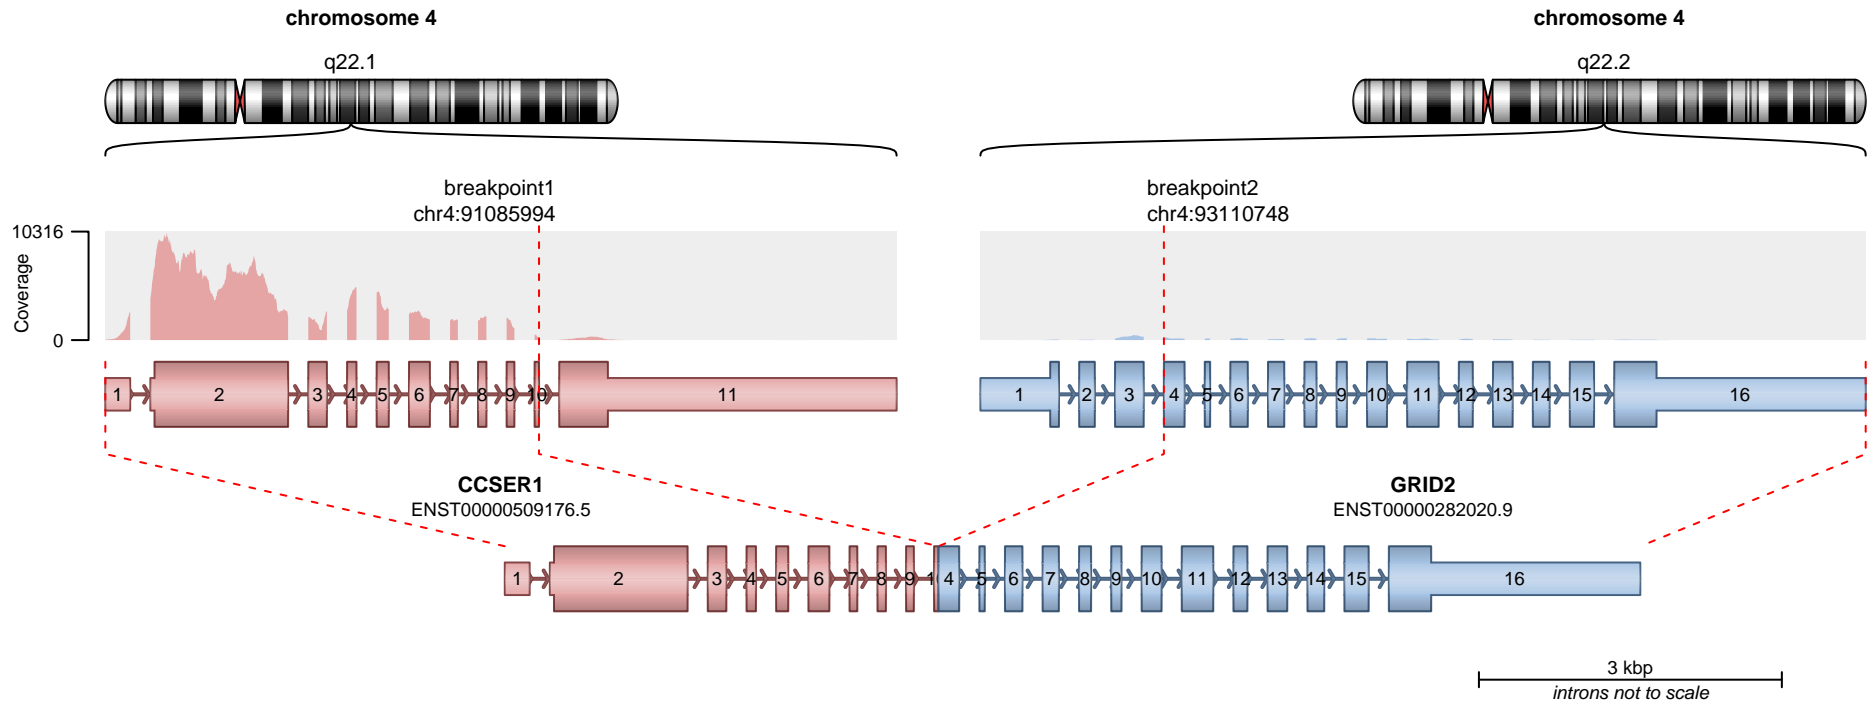 chromosome 4
chromosome 4
q22.1
q22.2
breakpoint1
chr4:91085994
breakpoint2
chr4:93110748
10316
Coverage
0
1 2 3 4 5 6 7 8 9 10 11
1 2 3 4 5 6 7 8 9 10 11 12 13 14 15 16
CCSER1
ENST00000509176.5
GRID2
ENST00000282020.9
1 2 3 4 5 6 7 8 9 1 4 5 6 7 8 9 10 11 12 13 14 15 16
3 kbp
introns not to scale